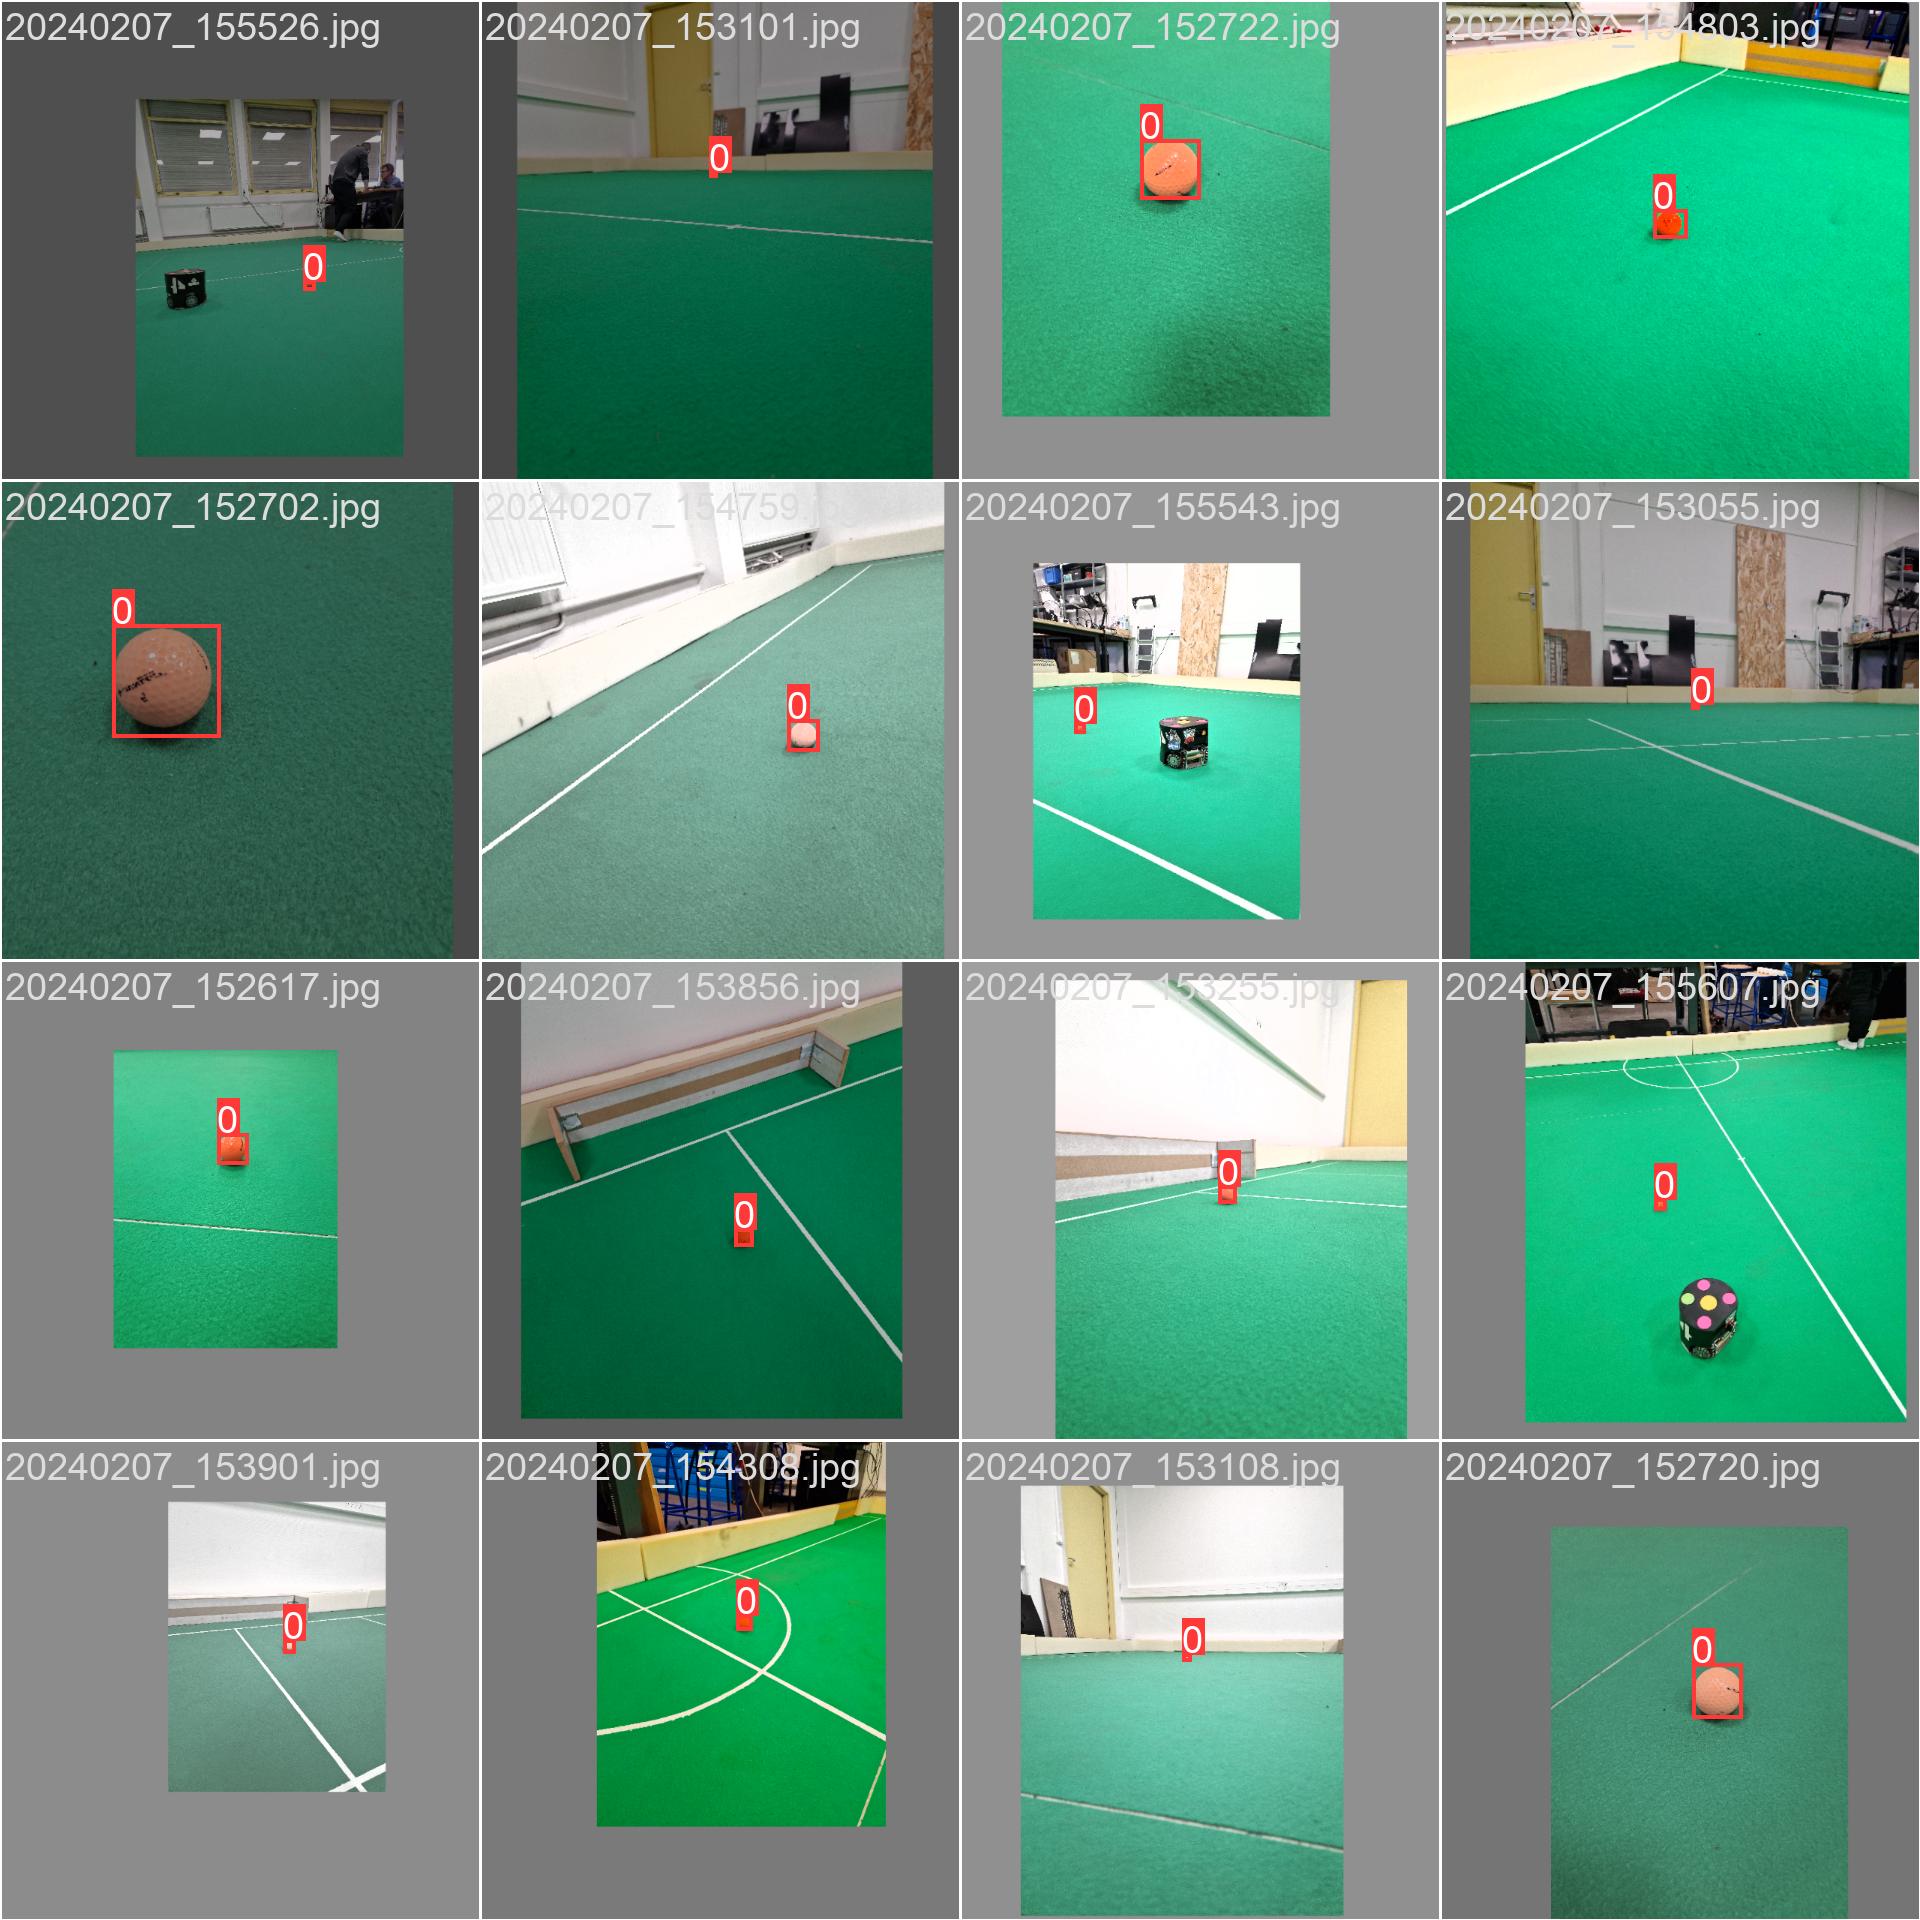 20240207_155526.jpg
20240207_153101.jpg
20240207_152722.jpg
20240207_154803.jpg
0
0
0
0
20240207_152702.jpg
20240207_154759.jpg
20240207_155543.jpg
20240207_153055.jpg
0
0
0
0
20240207_152617.jpg
20240207_153856.jpg
20240207_153255.jpg
20240207_155607.jpg
0
0
0
0
20240207_153901.jpg
20240207_154308.jpg
20240207_153108.jpg
20240207_152720.jpg
0
0
0
0